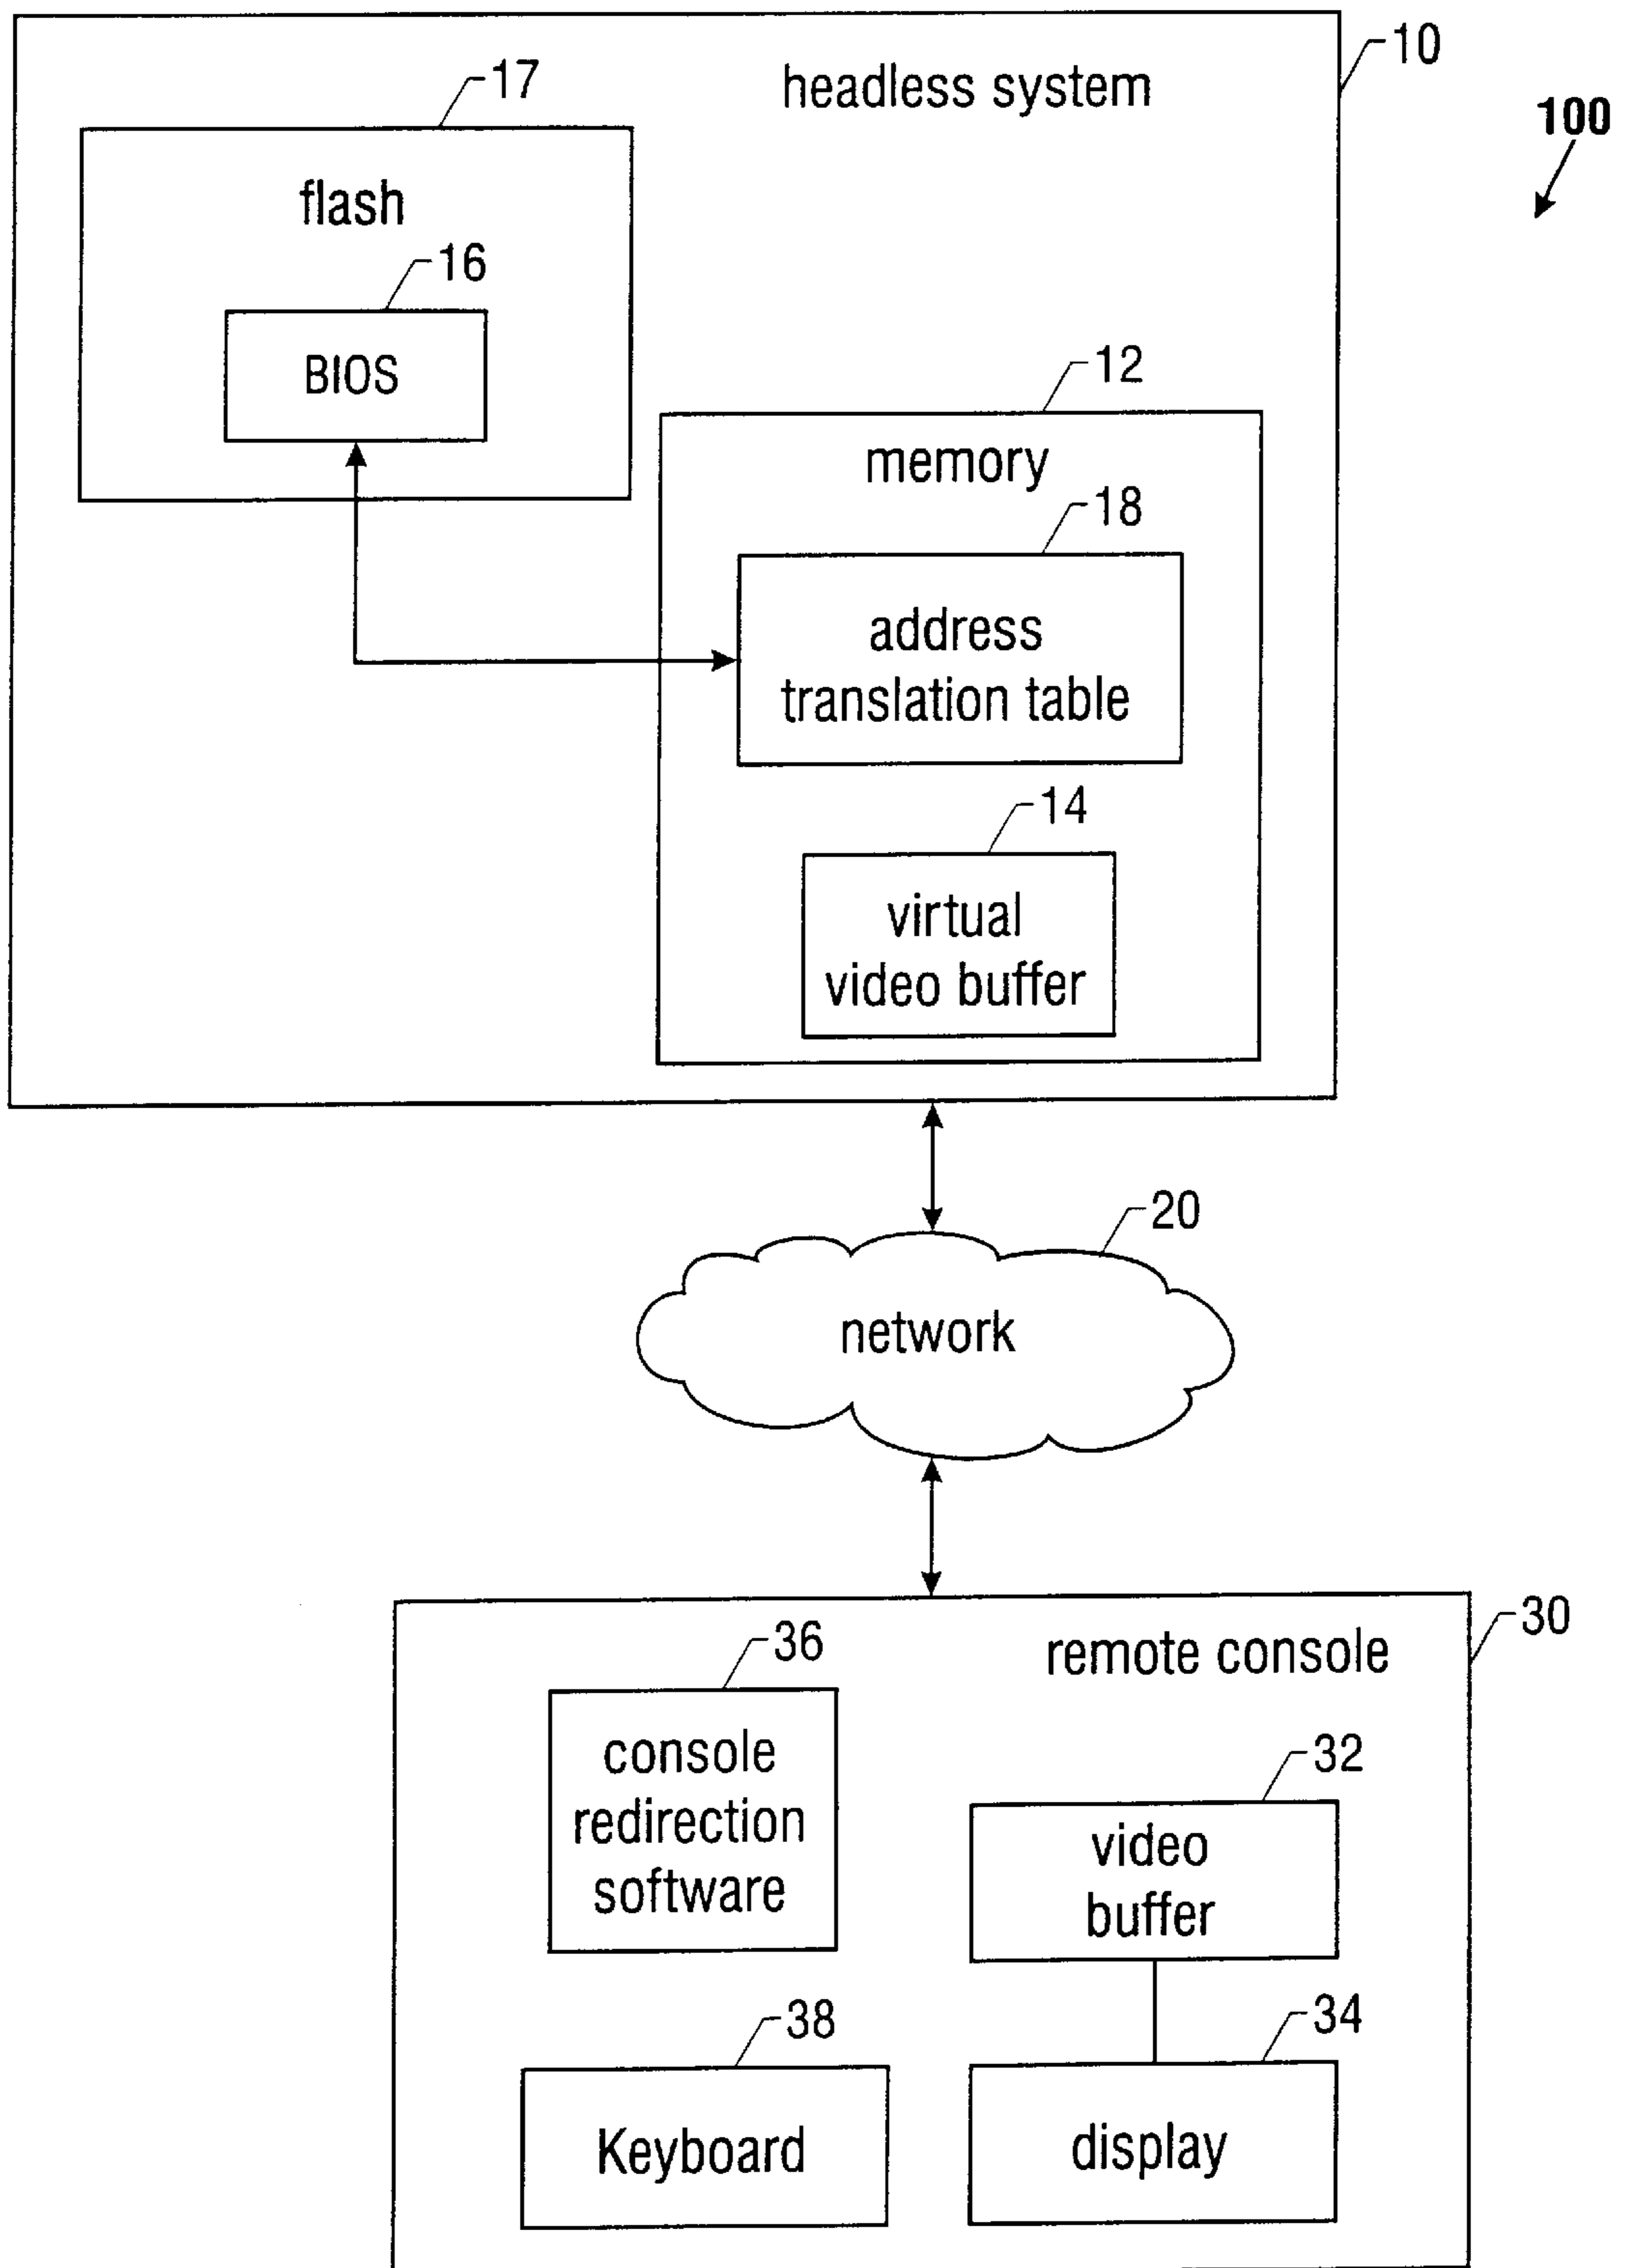 10
headless system
100
17
flash
16
BIOS
12
memory
18
address
translation table
14
virtual
video buffer
20
network
30
remote console
36
console
redirection
software
32
video
buffer
38
Keyboard
34
display